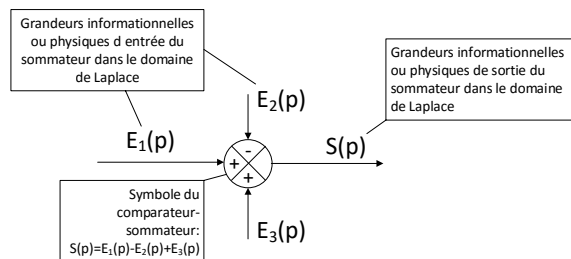 Grandeurs informationnelles
ou physiques d entrée du
sommateur dans le domaine
de Laplace
Grandeurs informationnelles
ou physiques de sortie du
sommateur dans le domaine
de Laplace
E₂(p)
E₁(p)
S(p)
-
+
+
Symbole du
comparateur-
sommateur:
S(p)=E₁(p)-E₂(p)+E₃(p)
E₃(p)